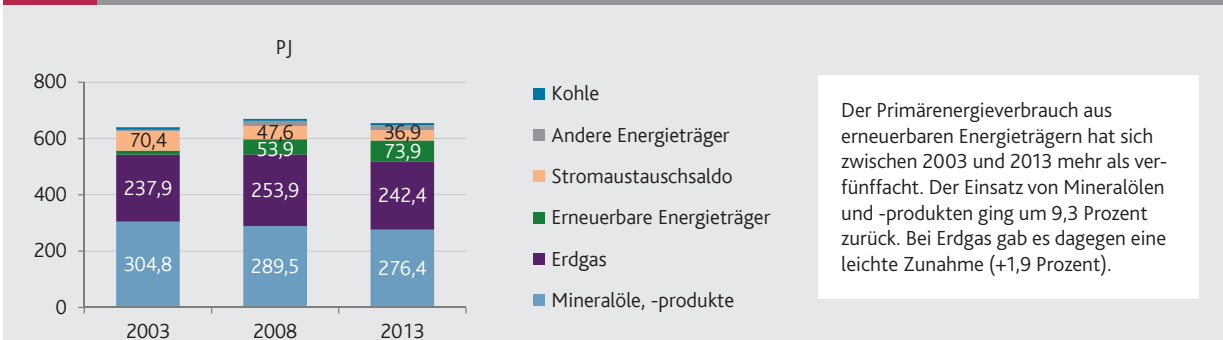 PJ
800
600
400
200
0
70,4
237,9
304,8
47,6
53,9
253,9
289,5
36,9
73,9
242,4
276,4
2003
2008
2013
Kohle
Andere Energieträger
Stromaustauschsaldo
Erneuerbare Energieträger
Erdgas
Mineralöle, -produkte
Der Primärenergieverbrauch aus
erneuerbaren Energieträgern hat sich
zwischen 2003 und 2013 mehr als ver-
fünffacht. Der Einsatz von Mineralölen
und -produkten ging um 9,3 Prozent
zurück. Bei Erdgas gab es dagegen eine
leichte Zunahme (+1,9 Prozent).